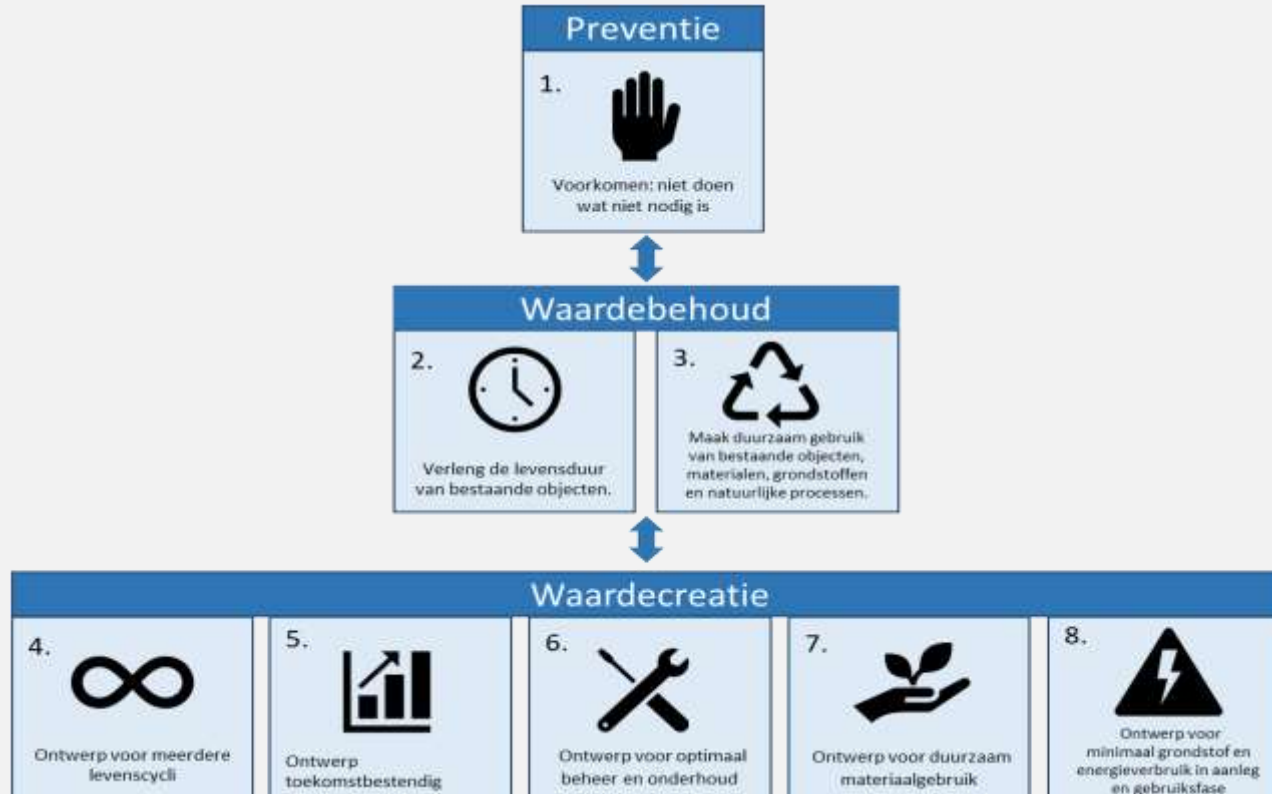 Preventie
1.
Voorkomen: niet doen
wat niet nodig is
Waardebehoud
2.
Verleng de levensduur
van bestaande objecten.
3.
Maak duurzaam gebruik
van bestaande objecten,
materialen, grondstoffen
en natuurlijke processen.
Waardecreatie
4.
Ontwerp voor meerdere
levenscycli
5.
Ontwerp
toekomstbestendig
6.
Ontwerp voor optimaal
beheer en onderhoud
7.
Ontwerp voor duurzaam
materiaalgebruik
8.
Ontwerp voor
minimaal grondstof en
energieverbruik in aanleg
en gebruiksfase